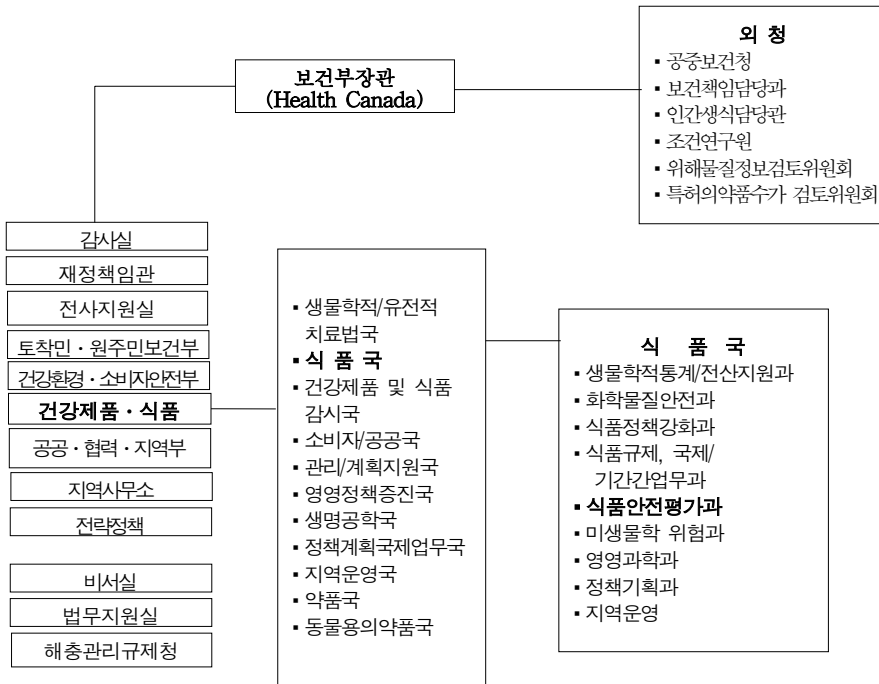 보건부장관
(Health Canada)
외 청
▪ 공중보건청
▪ 보건책임담당과
▪ 인간생식담당관
▪ 조건연구원
▪ 위해물질정보검토위원회
▪ 특허의약품수가 검토위원회
감사실
재정책임관
전사지원실
토착민・원주민보건부
건강환경・소비자안전부
건강제품・식품
공공・협력・지역부
지역사무소
전략정책
비서실
법무지원실
해충관리규제청
▪ 생물학적/유전적
치료법국
▪ 식 품 국
▪ 건강제품 및 식품
감시국
▪ 소비자/공공국
▪ 관리/계획지원국
▪ 영영정책증진국
▪ 생명공학국
▪ 정책계획국제업무국
▪ 지역운영국
▪ 약품국
▪ 동물용의약품국
식 품 국
▪ 생물학적통계/전산지원과
▪ 화학물질안전과
▪ 식품정책강화과
▪ 식품규제, 국제/
기간간업무과
▪ 식품안전평가과
▪ 미생물학 위험과
▪ 영영과학과
▪ 정책기획과
▪ 지역운영